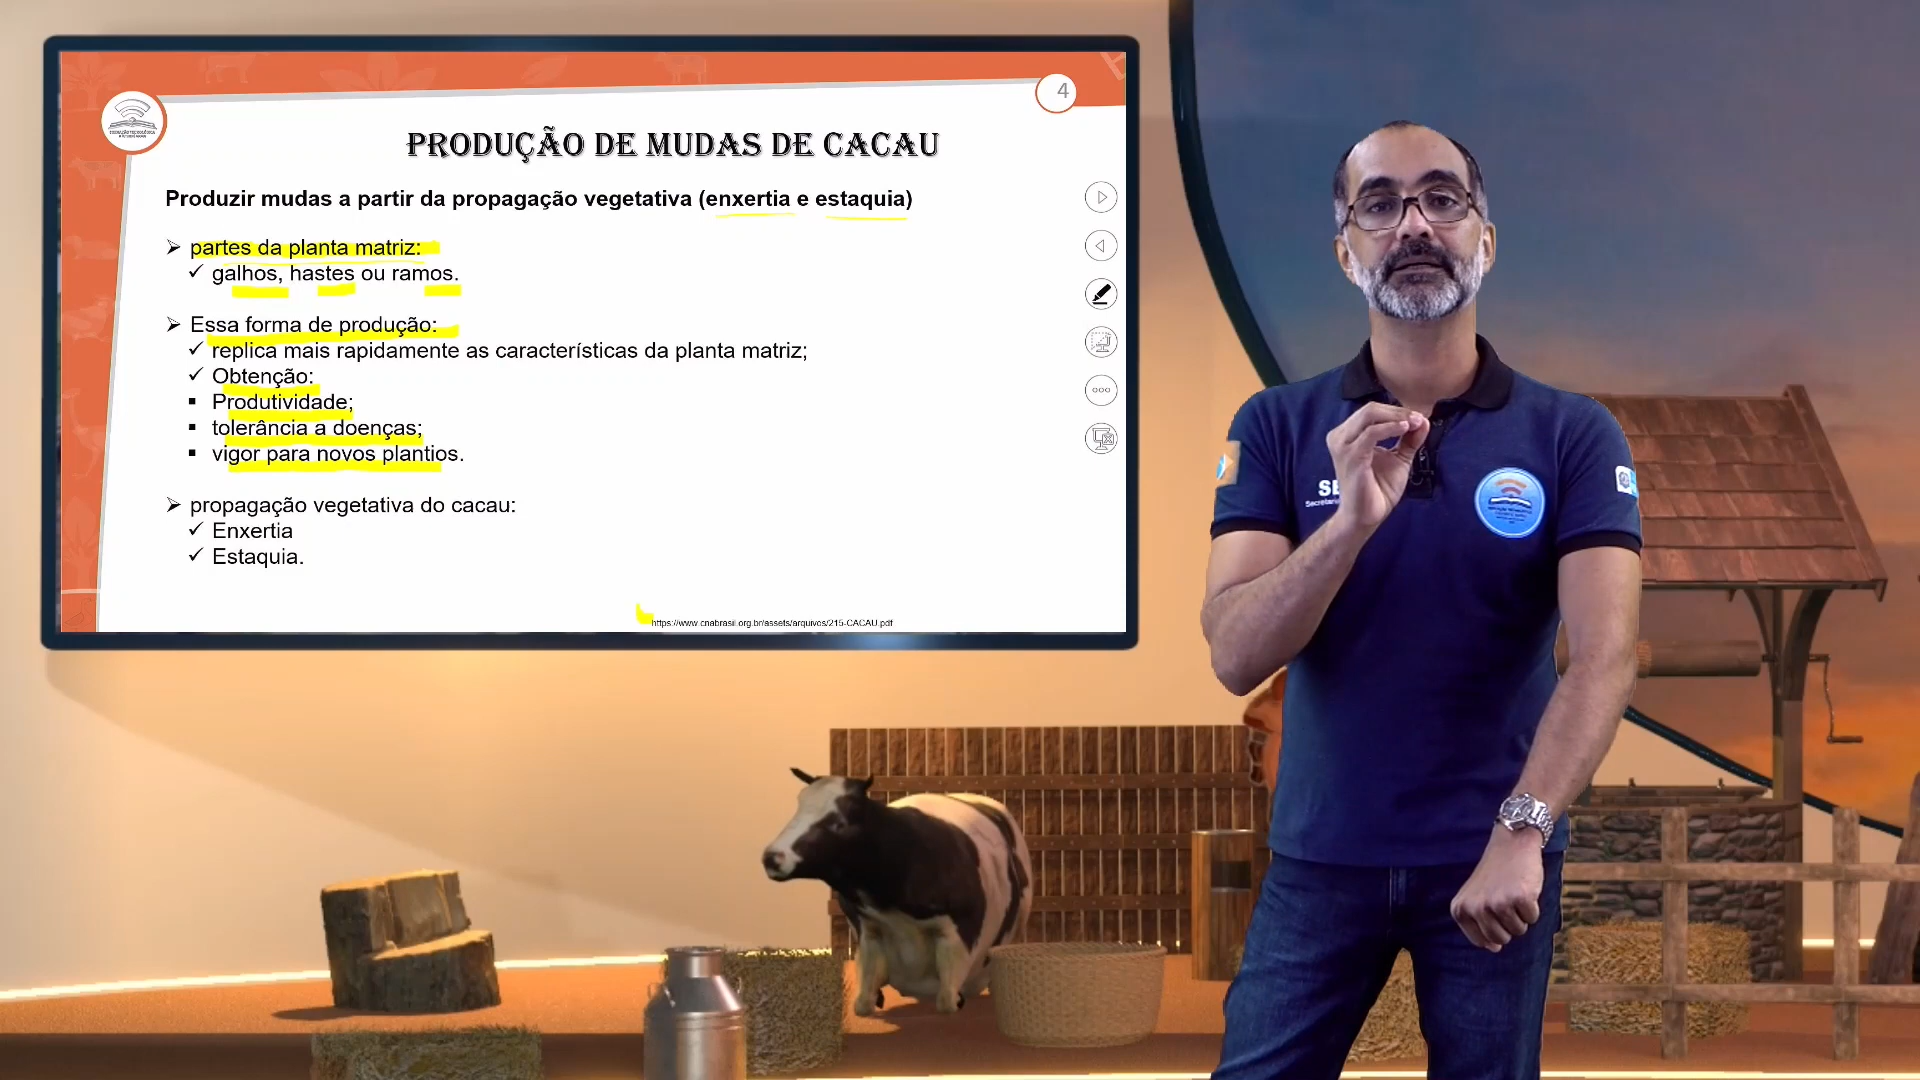 4
PRODUÇÃO DE MUDAS DE CACAU
Produzir mudas a partir da propagação vegetativa (enxertia e estaquia)
➢ partes da planta matriz:
✓ galhos, hastes ou ramos.
➢ Essa forma de produção:
✓ replica mais rapidamente as características da planta matriz;
✓ Obtenção:
▪ Produtividade;
▪ tolerância a doenças;
▪ vigor para novos plantios.
➢ propagação vegetativa do cacau:
✓ Enxertia
✓ Estaquia.
https://www.cnabrasil.org.br/assets/arquivos/215-CACAU.pdf